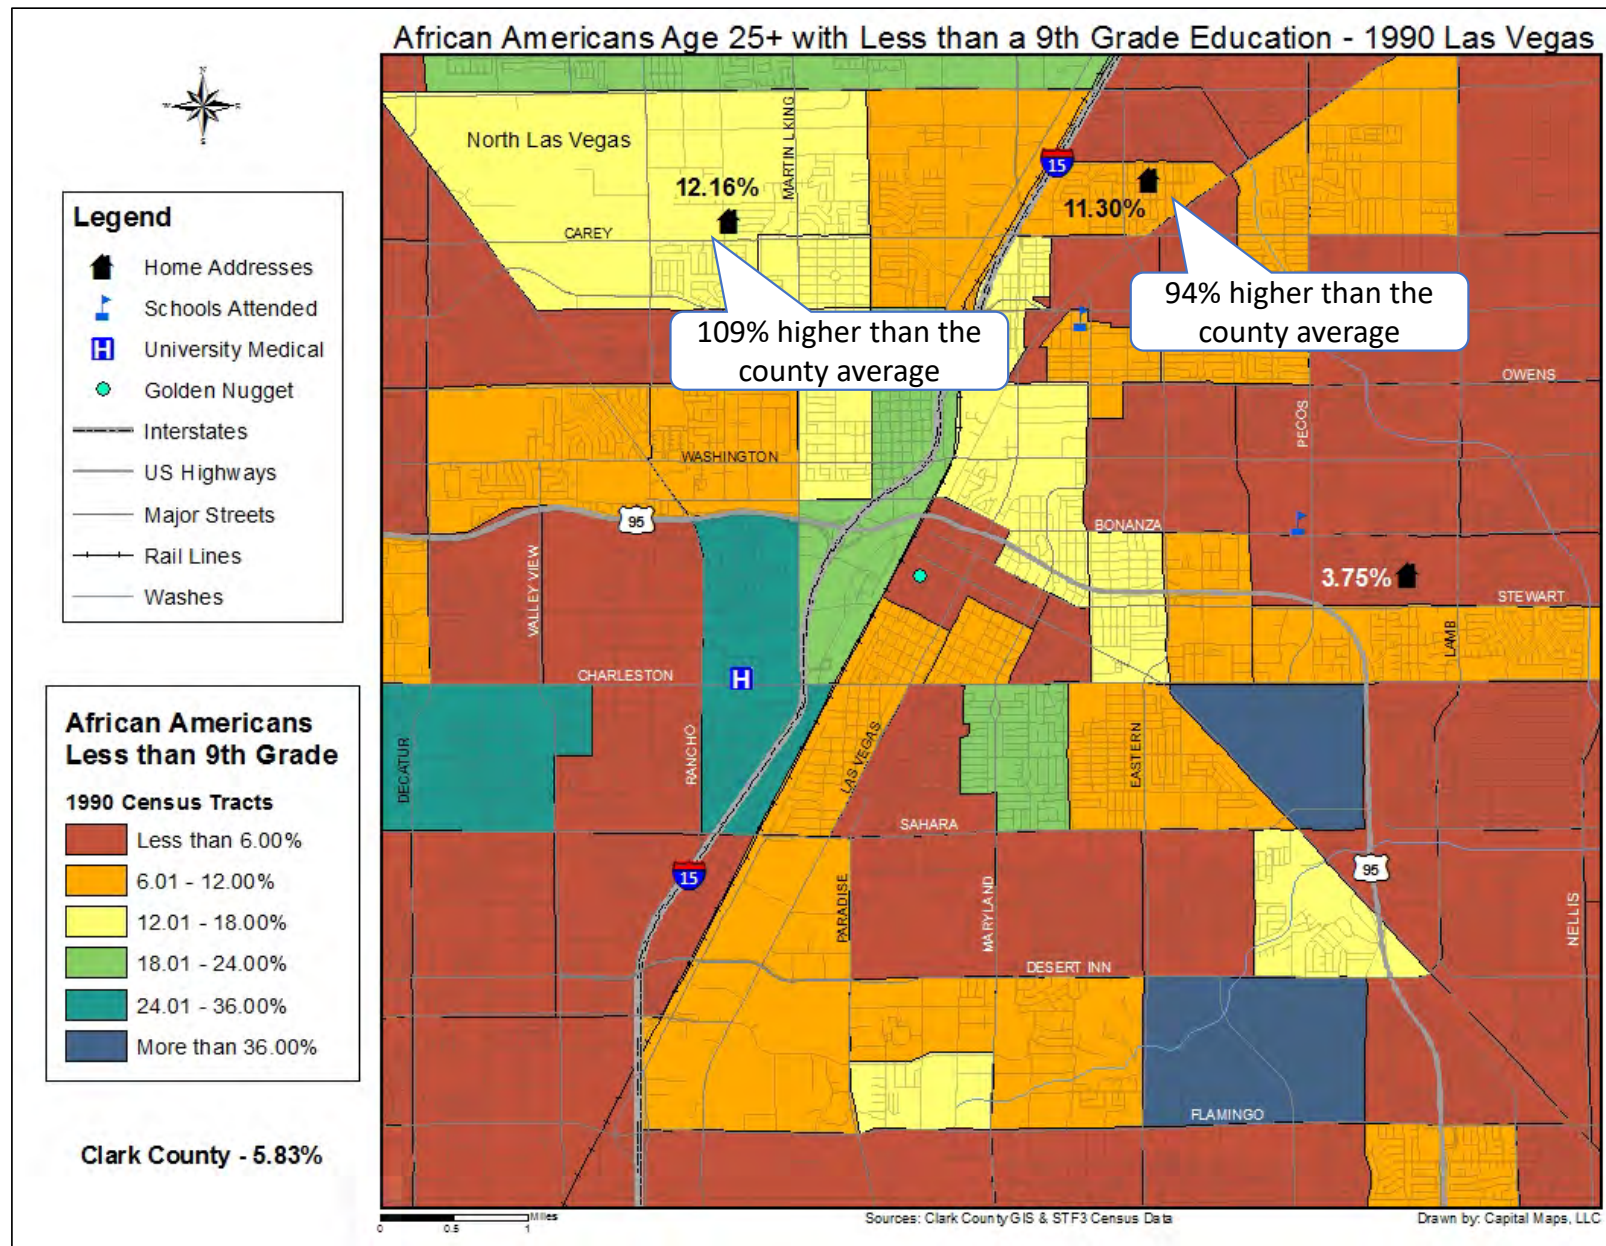 African Americans Age 25+ with Less than a 9th Grade Education - 1990 Las Vegas
N
W
E
S
Legend
Home Addresses
Schools Attended
H University Medical
Golden Nugget
Interstates
US Highways
Major Streets
Rail Lines
Washes
African Americans
Less than 9th Grade
1990 Census Tracts
Less than 6.00%
6.01 - 12.00%
12.01 - 18.00%
18.01 - 24.00%
24.01 - 36.00%
More than 36.00%
Clark County - 5.83%
North Las Vegas
MARTIN L KING
15
12.16%
11.30%
CAREY
109% higher than the
county average
94% higher than the
county average
OWENS
PECOS
WASHINGTON
95
BONANZA
VALLEY VIEW
3.75%
STEWART
LAMB
CHARLESTON
H
RANCHO
DECATUR
LAS VEGAS
EASTERN
SAHARA
15
95
PARADISE
MARYLAND
NELLIS
DESERT INN
FLAMINGO
0 0.5 1
Miles
Sources: Clark County GIS & STF3 Census Data
Drawn by: Capital Maps, LLC